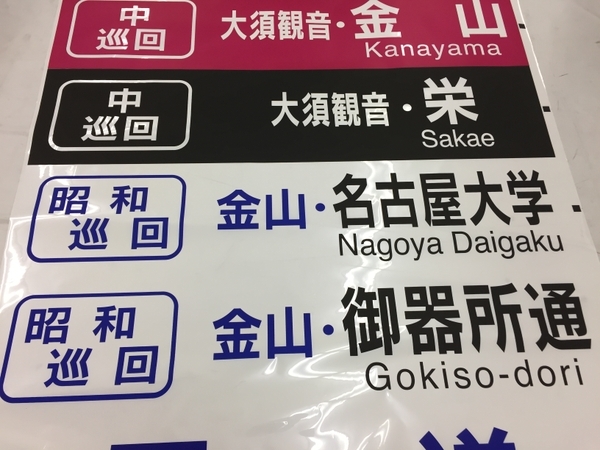 中
巡回
大須観音・金山
Kanayama
中
巡回
大須観音・栄
Sakae
昭和
巡回
金山・名古屋大学
Nagoya Daigaku
昭和
巡回
金山・御器所通
Gokiso-dori